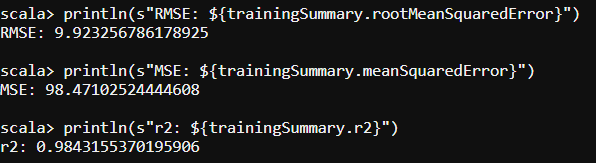 scala> println(s"RMSE: ${trainingSummary.rootMeanSquaredError}")
RMSE: 9.923256786178925
scala> println(s"MSE: ${trainingSummary.meanSquaredError}")
MSE: 98.47102524444608
scala> println(s"r2: ${trainingSummary.r2}")
r2: 0.9843155370195906